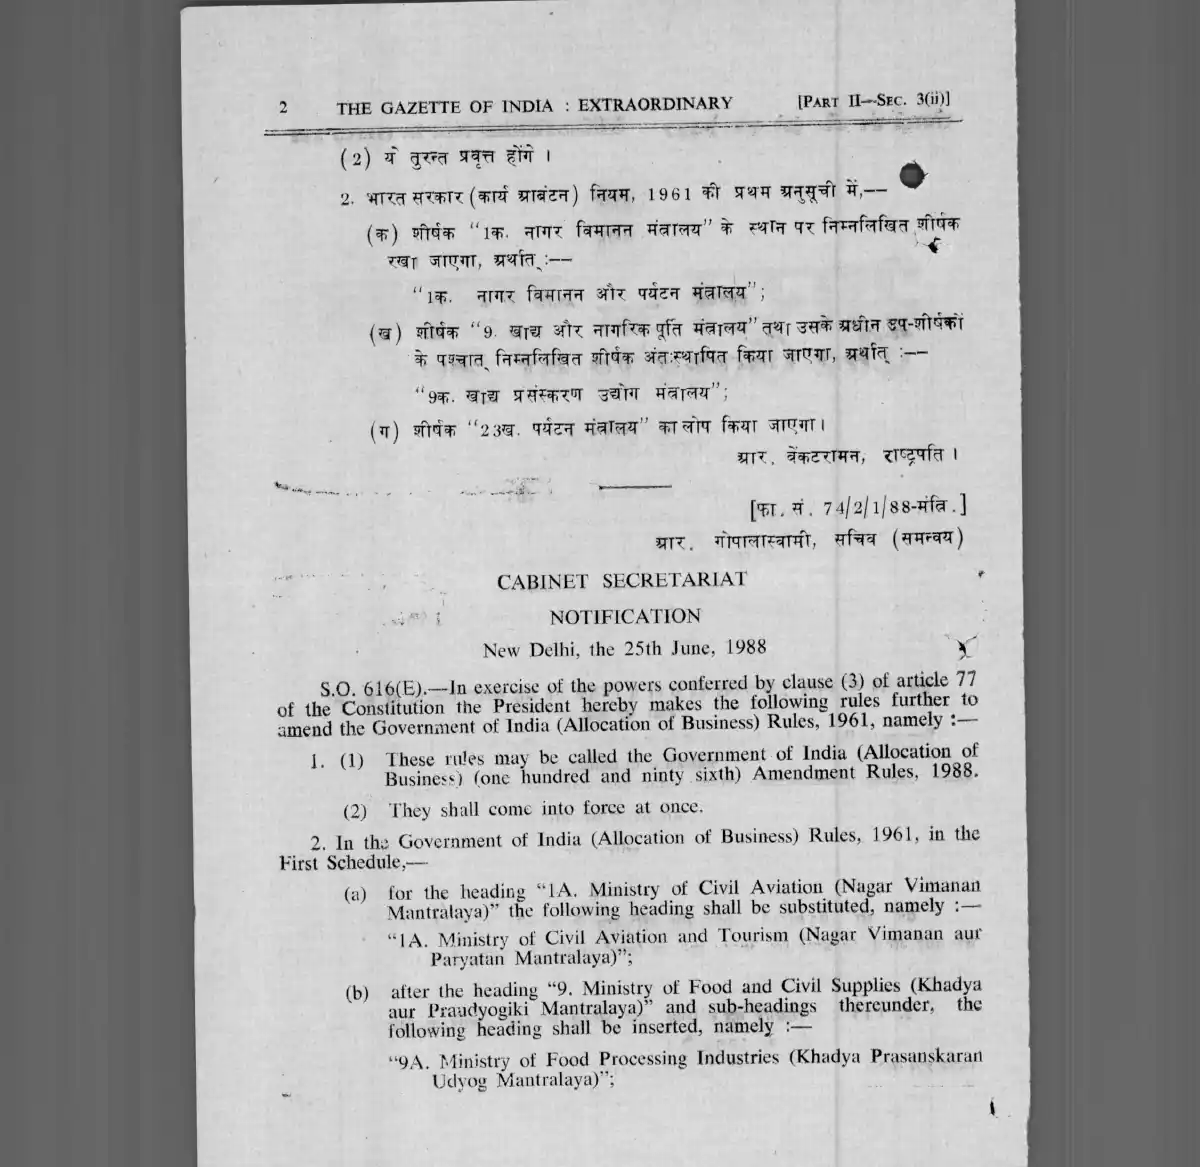 2 THE GAZETTE OF INDIA : EXTRAORDINARY [PART II—SEC. 3(ii)]
(2) ये तुरन्त प्रवृत्त होंगे ।
2. भारत सरकार (कार्य आबंटन) नियम, 1961 की प्रथम अनुसूची में,--
(क) शीर्षक "1क. नागर विमानन मंत्रालय" के स्थान पर निम्नलिखित शीर्षक
रखा जाएगा, अर्थात् :--
"1क. नागर विमानन और पर्यटन मंत्रालय";
(ख) शीर्षक "9. खाद्य और नागरिक पूर्ति मंत्रालय" तथा उसके अधीन उप-शीर्षकों
के पश्चात् निम्नलिखित शीर्षक अंतःस्थापित किया जाएगा, अर्थात् :--
"9क. खाद्य प्रसंस्करण उद्योग मंत्रालय";
(ग) शीर्षक "23ख. पर्यटन मंत्रालय" का लोप किया जाएगा ।
आर. वेंकटरामन, राष्ट्रपति ।
[फा. सं. 74/2/1/88-मंत्रि.]
आर. गोपालास्वामी, सचिव (समन्वय)
CABINET SECRETARIAT
NOTIFICATION
New Delhi, the 25th June, 1988
S.O. 616(E).—In exercise of the powers conferred by clause (3) of article 77
of the Constitution the President hereby makes the following rules further to
amend the Government of India (Allocation of Business) Rules, 1961, namely :—
1. (1) These rules may be called the Government of India (Allocation of
Business) (one hundred and ninty sixth) Amendment Rules, 1988.
(2) They shall come into force at once.
2. In the Government of India (Allocation of Business) Rules, 1961, in the
First Schedule,—
(a) for the heading "1A. Ministry of Civil Aviation (Nagar Vimanan
Mantralaya)" the following heading shall be substituted, namely :—
"1A. Ministry of Civil Aviation and Tourism (Nagar Vimanan aur
Paryatan Mantralaya)";
(b) after the heading "9. Ministry of Food and Civil Supplies (Khadya
aur Praudyogiki Mantralaya)" and sub-headings thereunder, the
following heading shall be inserted, namely :—
"9A. Ministry of Food Processing Industries (Khadya Prasanskaran
Udyog Mantralaya)";